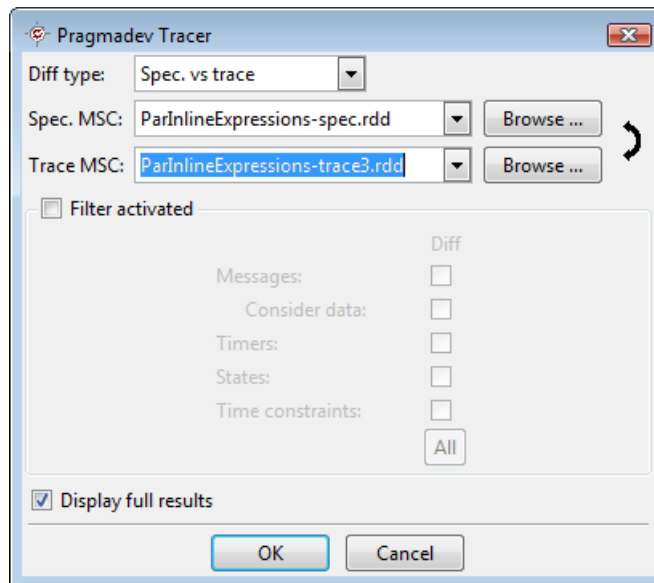 Pragmadev Tracer
Diff type: Spec. vs trace
Spec. MSC: ParInlineExpressions-spec.rdd Browse ...
Trace MSC: ParInlineExpressions-trace3.rdd Browse ...
Filter activated
Diff
Messages:
Consider data:
Timers:
States:
Time constraints:
All
Display full results
OK Cancel